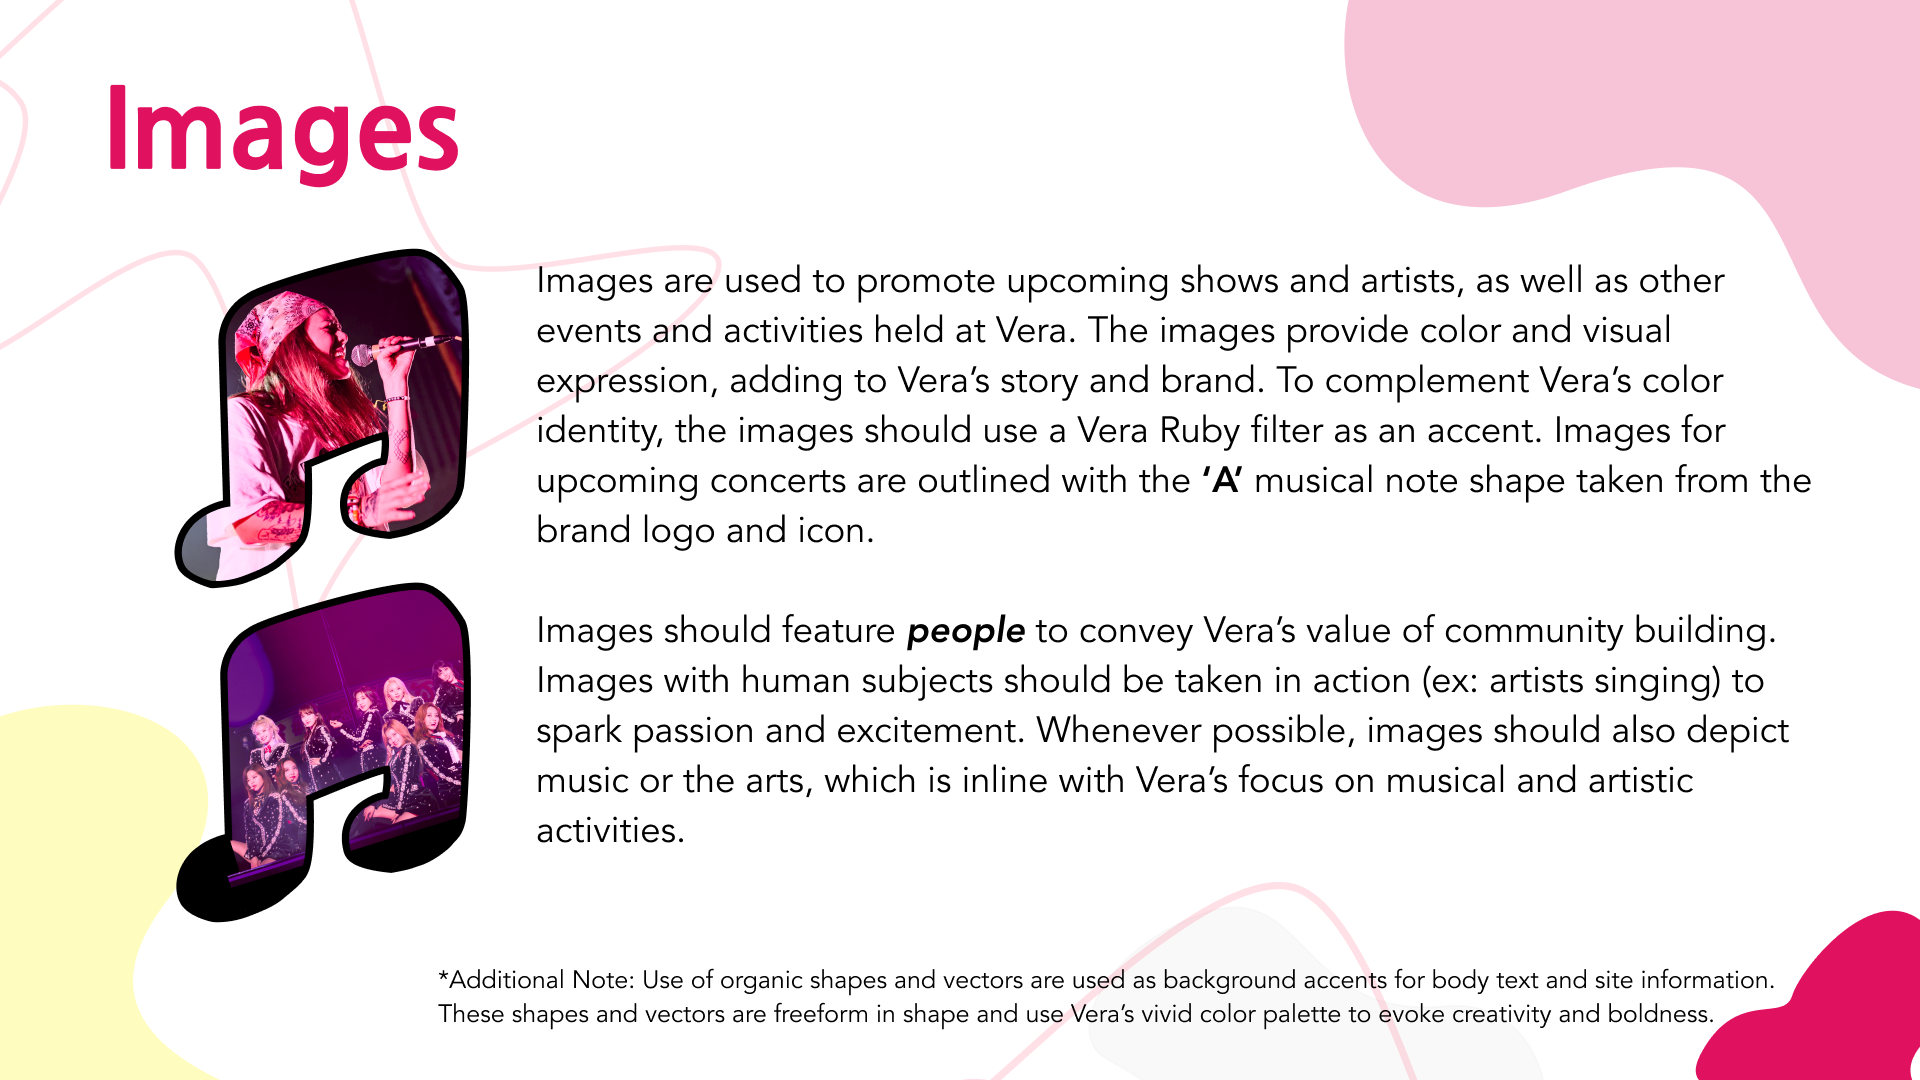 Images
Images are used to promote upcoming shows and artists, as well as other
events and activities held at Vera. The images provide color and visual
expression, adding to Vera’s story and brand. To complement Vera’s color
identity, the images should use a Vera Ruby filter as an accent. Images for
upcoming concerts are outlined with the ‘A’ musical note shape taken from the
brand logo and icon.
Images should feature people to convey Vera’s value of community building.
Images with human subjects should be taken in action (ex: artists singing) to
spark passion and excitement. Whenever possible, images should also depict
music or the arts, which is inline with Vera’s focus on musical and artistic
activities.
*Additional Note: Use of organic shapes and vectors are used as background accents for body text and site information.
These shapes and vectors are freeform in shape and use Vera’s vivid color palette to evoke creativity and boldness.